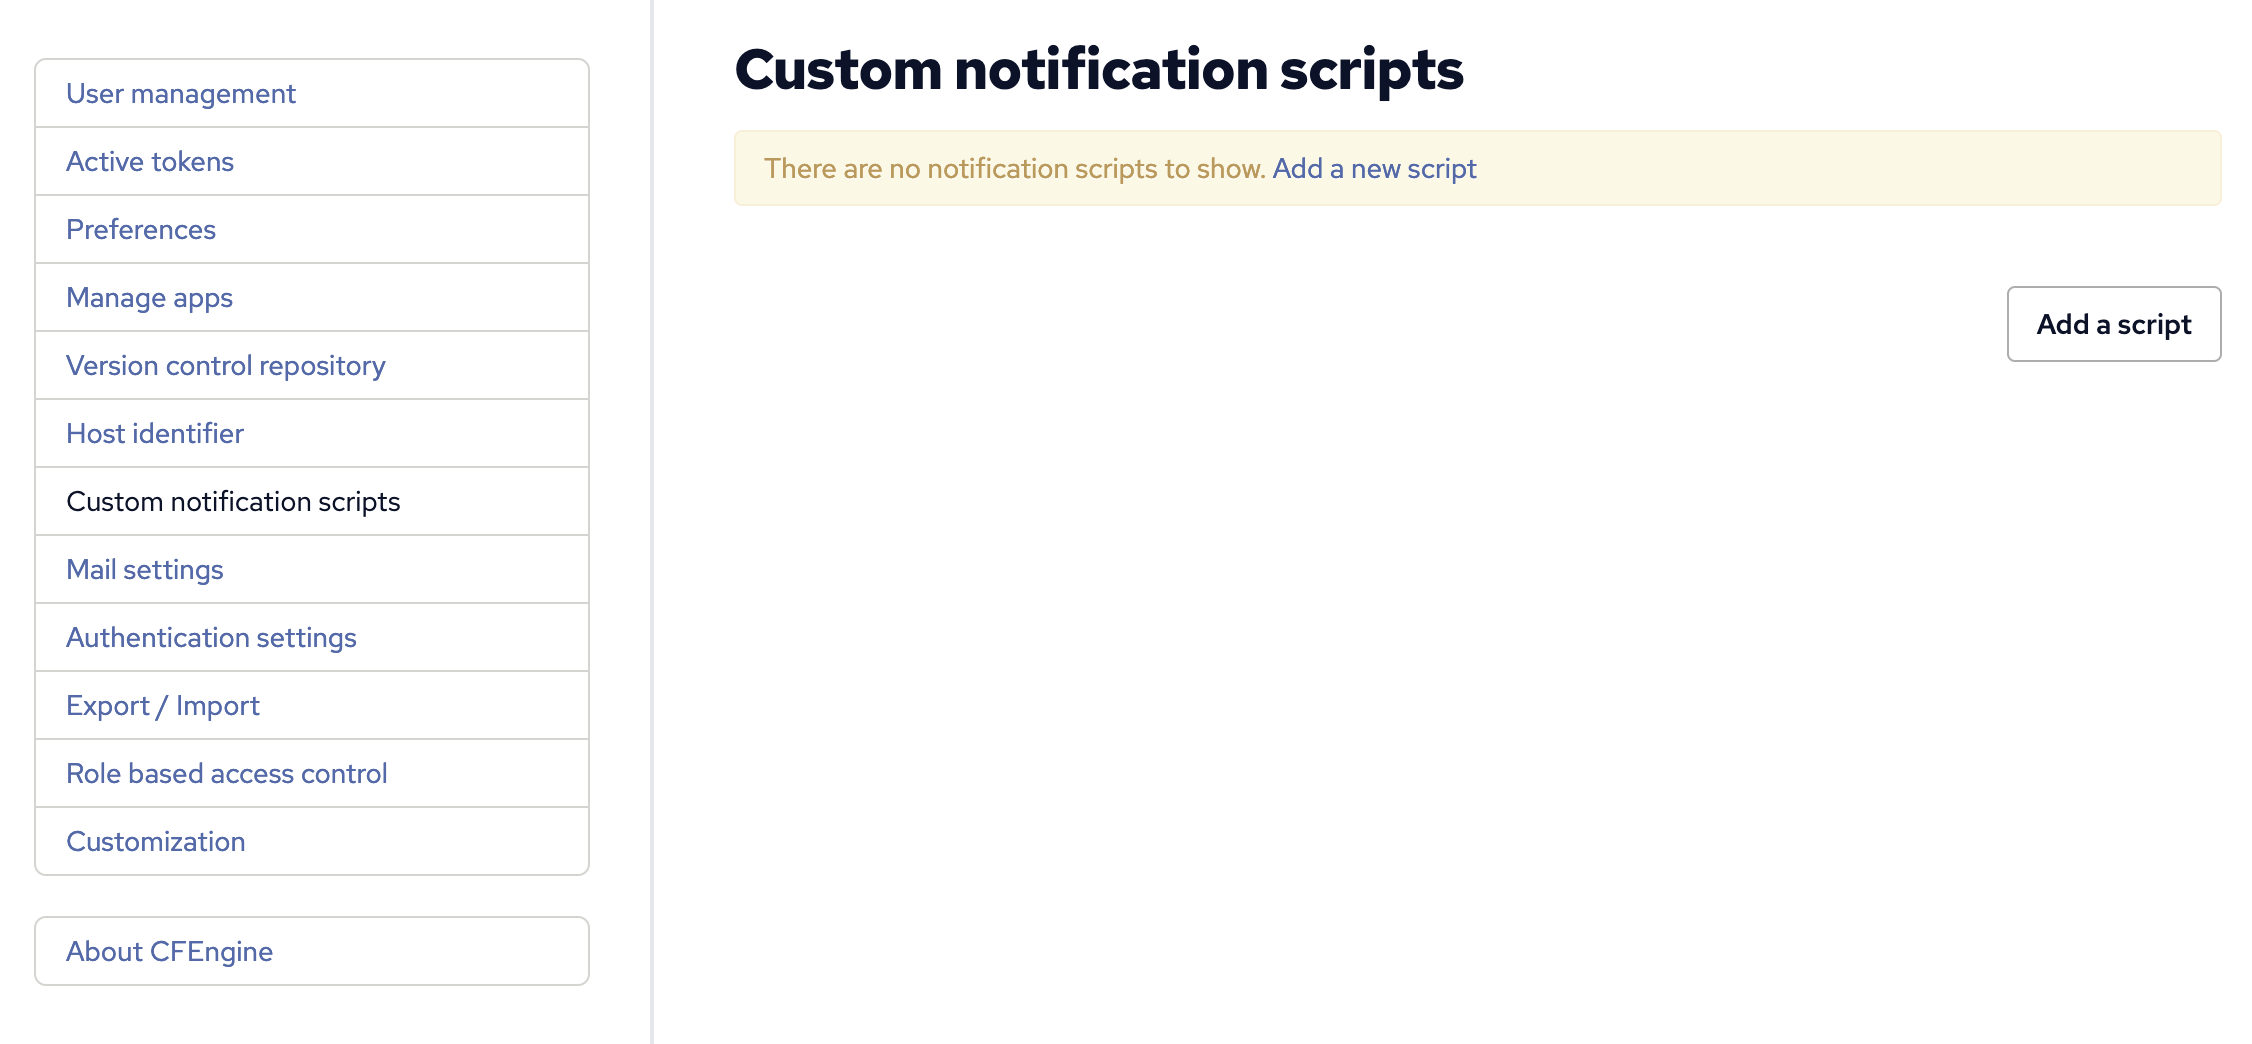 User management
Active tokens
Preferences
Manage apps
Version control repository
Host identifier
Custom notification scripts
Mail settings
Authentication settings
Export / Import
Role based access control
Customization
About CFEngine
Custom notification scripts
There are no notification scripts to show. Add a new script
Add a script